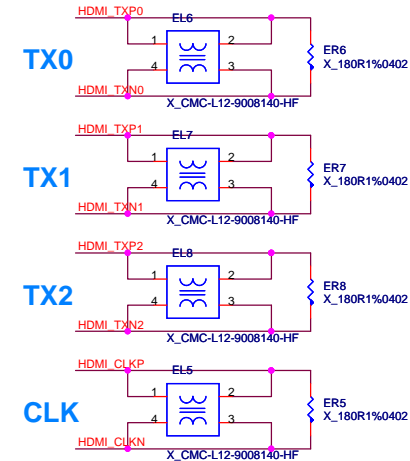 HDMI_TXP0
EL6
1
2
ER6
TX0
X_180R1%0402
4
3
HDMI_TXN0
X_CMC-L12-9008140-HF
HDMI_TXP1
EL7
1
2
ER7
TX1
X_180R1%0402
4
3
HDMI_TXN1
X_CMC-L12-9008140-HF
HDMI_TXP2
EL8
1
2
ER8
TX2
X_180R1%0402
4
3
HDMI_TXN2
X_CMC-L12-9008140-HF
HDMI_CLKP
EL5
1
2
ER5
CLK
X_180R1%0402
4
3
HDMI_CLKN
X_CMC-L12-9008140-HF